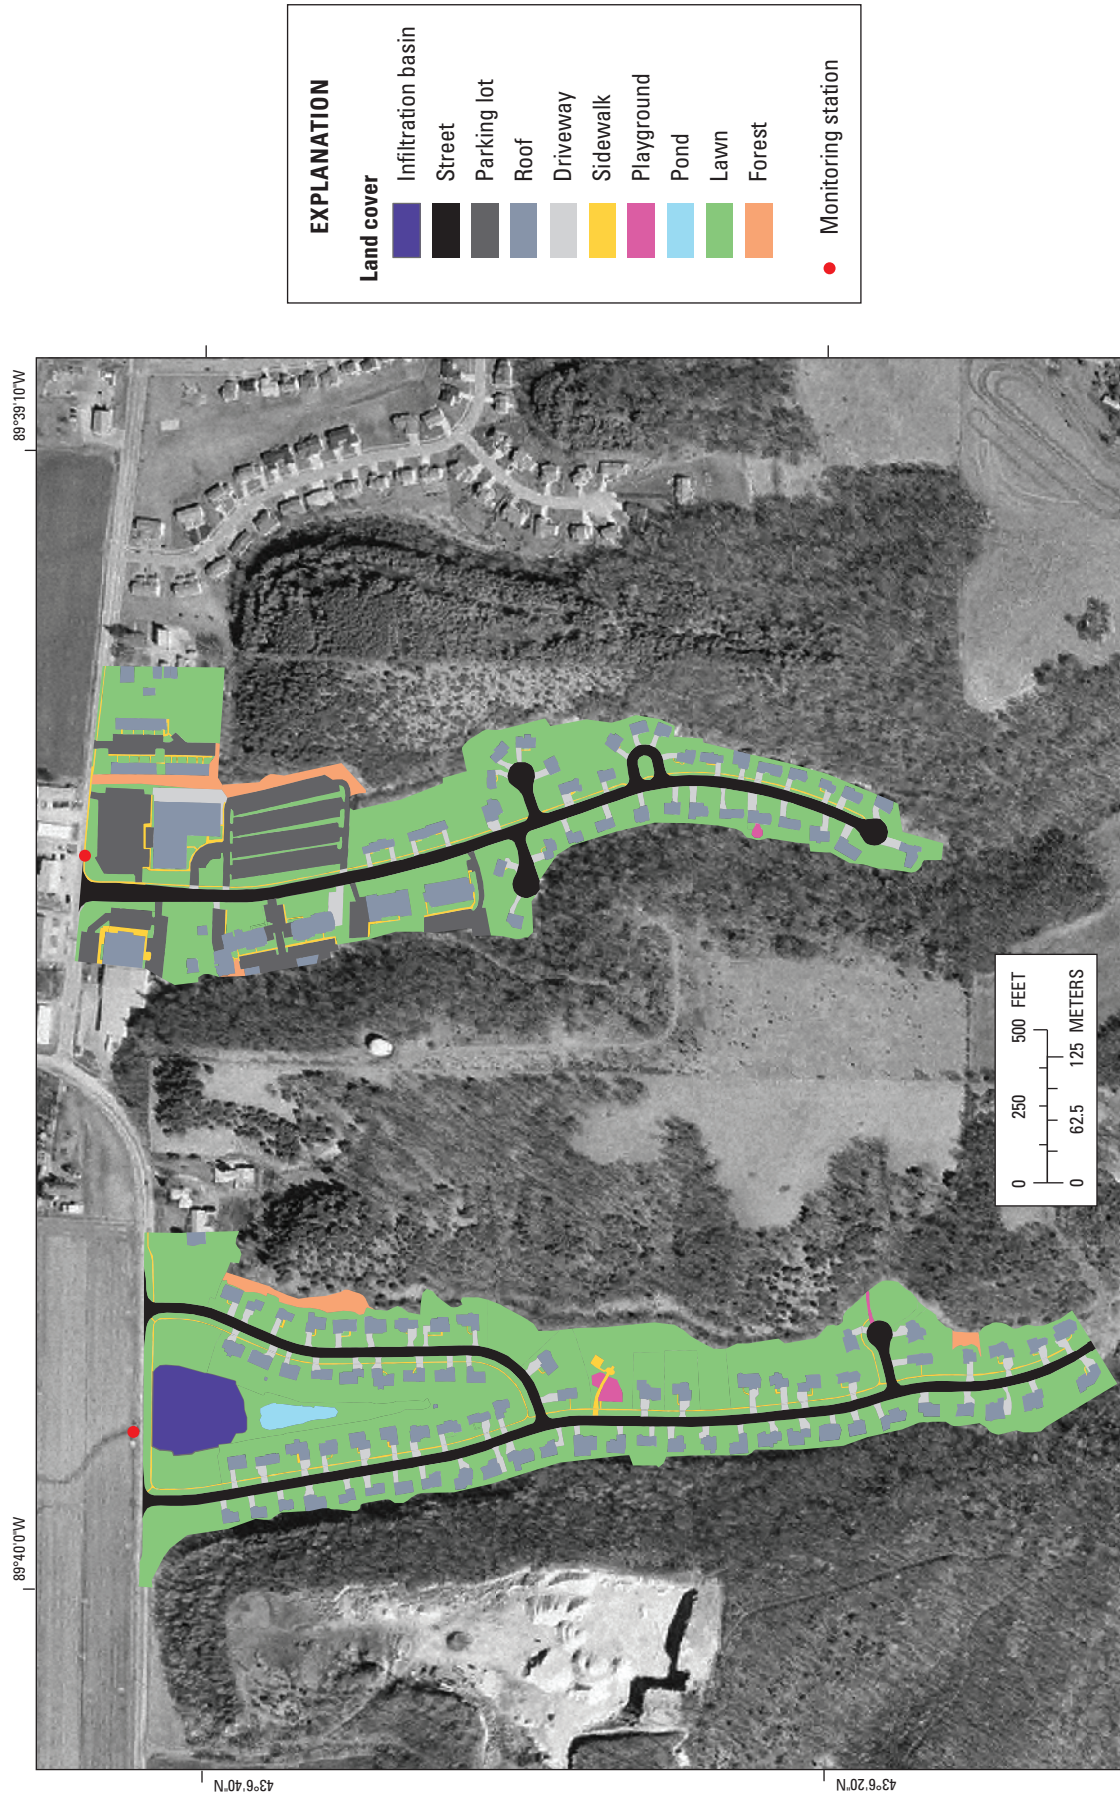 EXPLANATION
Land cover
Infiltration basin
Street
Parking lot
Roof
Driveway
Sidewalk
Playground
Pond
Lawn
Forest
Monitoring station
89°39'10"W
89°40'0"W
43°6'40"N
43°6'20"N
0 250 500 FEET
0 62.5 125 METERS